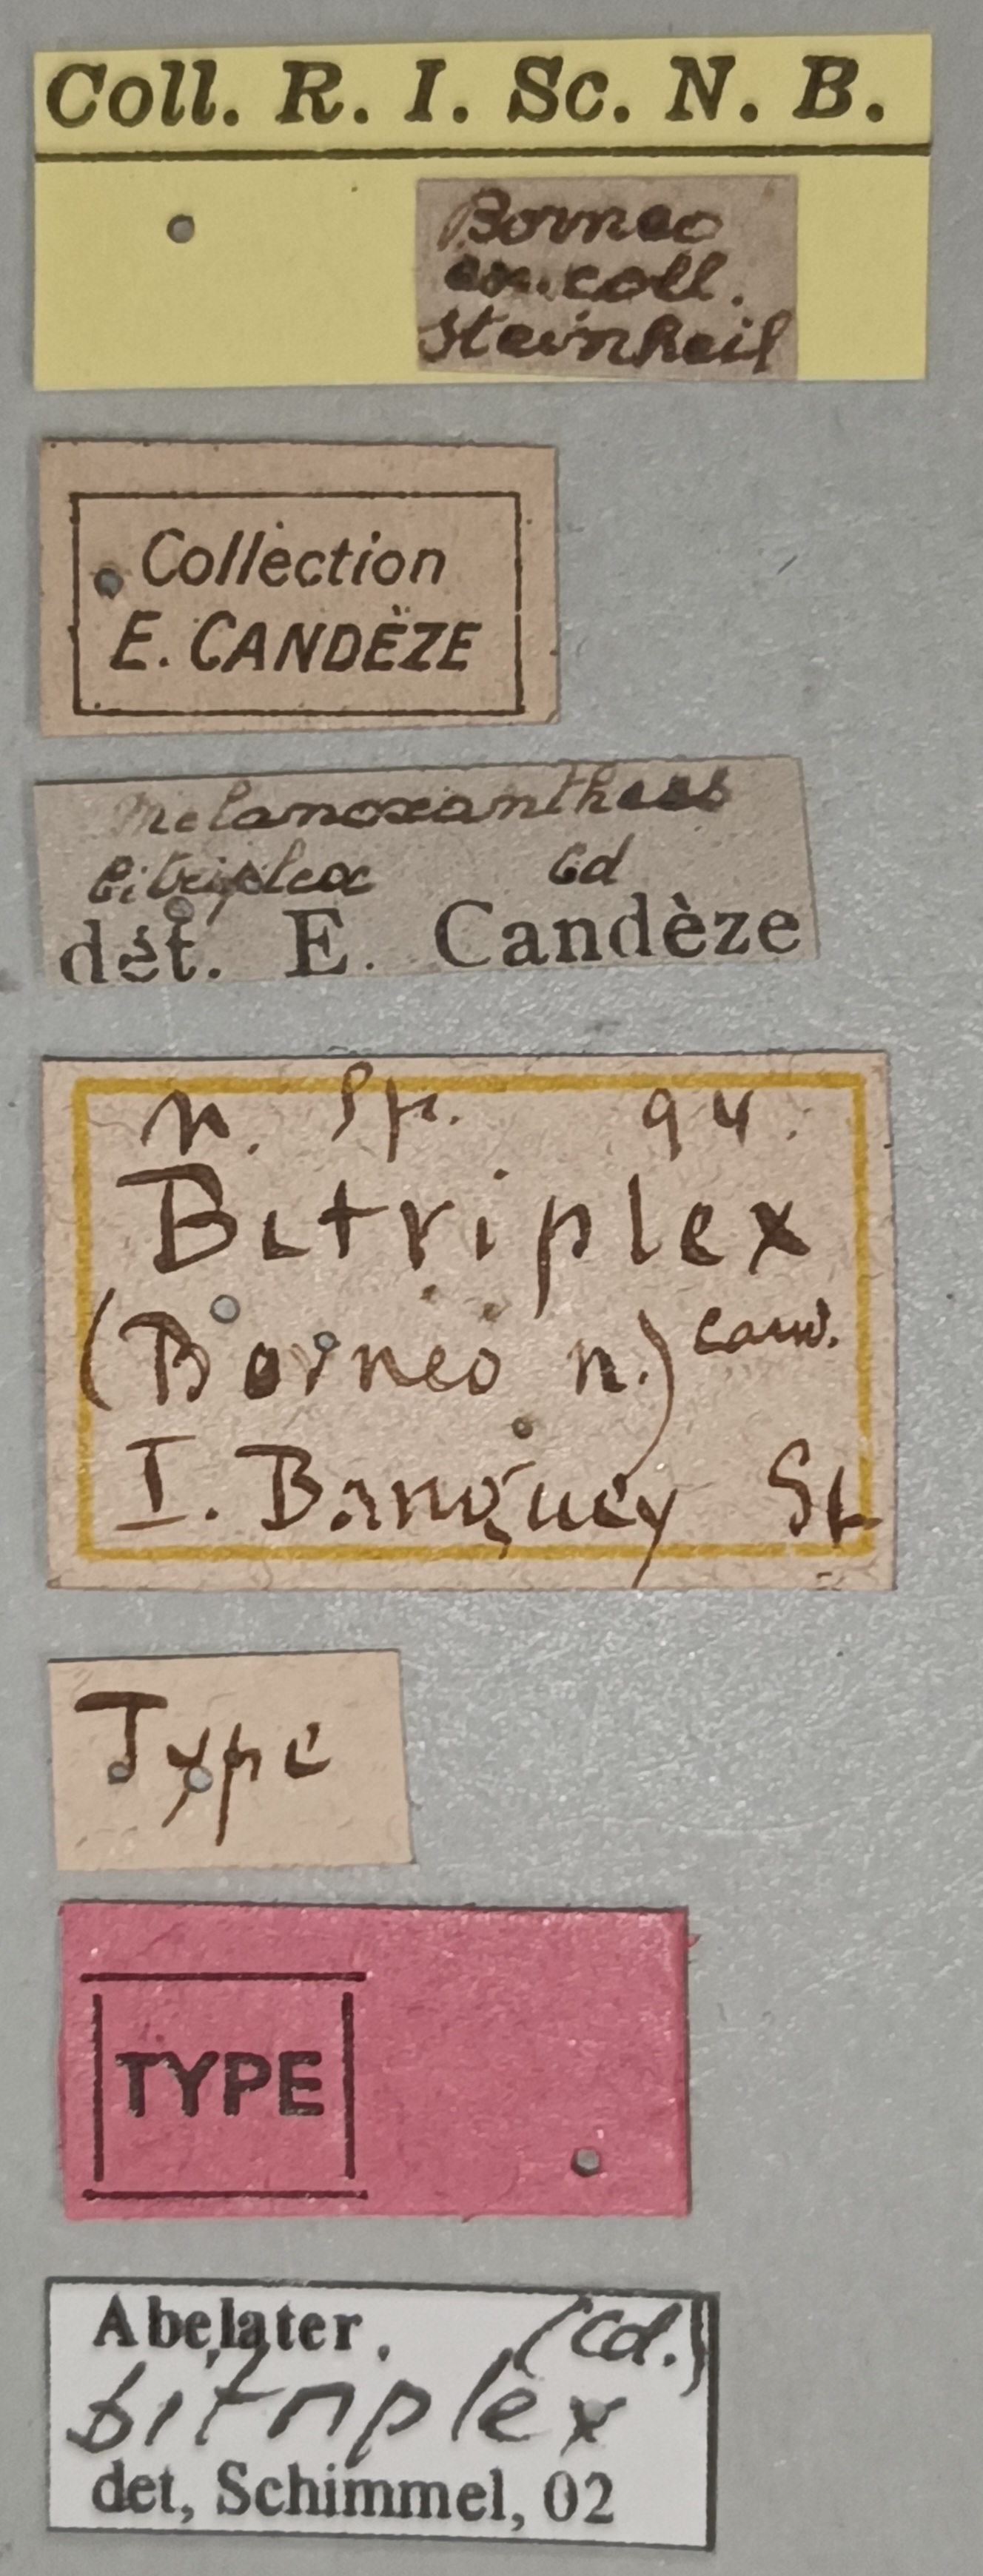 Coll. R. I. Sc. N. B.
Borneo
ex. coll.
Steinheil
Collection
E. CANDÈZE
Melanoxanthus
bitriplex Cd
dét. E. Candèze
n. sp. 94.
Bitriplex
(Borneo n.) cand.
I. Banguey St
Type
TYPE
Abelater. (Cd.)
bitriplex
det, Schimmel, 02